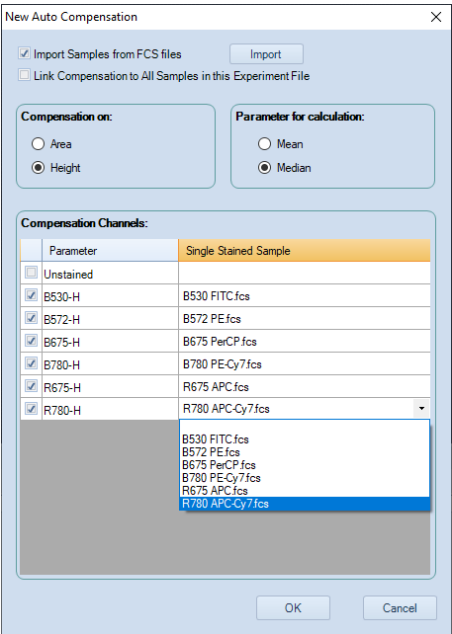 New Auto Compensation
Import Samples from FCS files Import
Link Compensation to All Samples in this Experiment File
Compensation on: Parameter for calculation:
Area Mean
Height Median
Compensation Channels:
Parameter Single Stained Sample
Unstained
B530-H B530 FITC.fcs
B572-H B572 PE.fcs
B675-H B675 PerCP.fcs
B780-H B780 PE-Cy7.fcs
R675-H R675 APC.fcs
R780-H R780 APC-Cy7.fcs
B530 FITC.fcs
B572 PE.fcs
B675 PerCP.fcs
B780 PE-Cy7.fcs
R675 APC.fcs
R780 APC-Cy7.fcs
OK Cancel